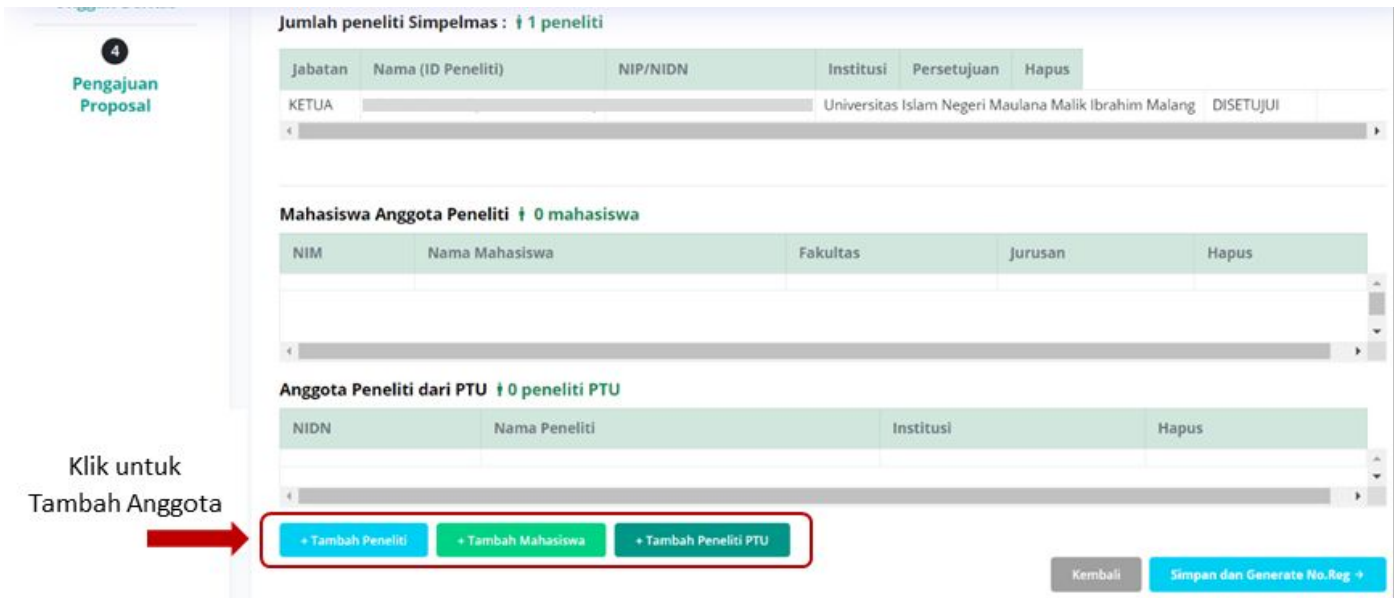 Jumlah peneliti Simpelmas : 1 peneliti
4
Pengajuan
Proposal
Jabatan Nama (ID Peneliti) NIP/NIDN Institusi Persetujuan Hapus
KETUA Universitas Islam Negeri Maulana Malik Ibrahim Malang DISETUJUI
Mahasiswa Anggota Peneliti 0 mahasiswa
NIM Nama Mahasiswa Fakultas Jurusan Hapus
Anggota Peneliti dari PTU 0 peneliti PTU
NIDN Nama Peneliti Institusi Hapus
Klik untuk
Tambah Anggota
+ Tambah Peneliti + Tambah Mahasiswa + Tambah Peneliti PTU
Kembali Simpan dan Generate No.Reg →